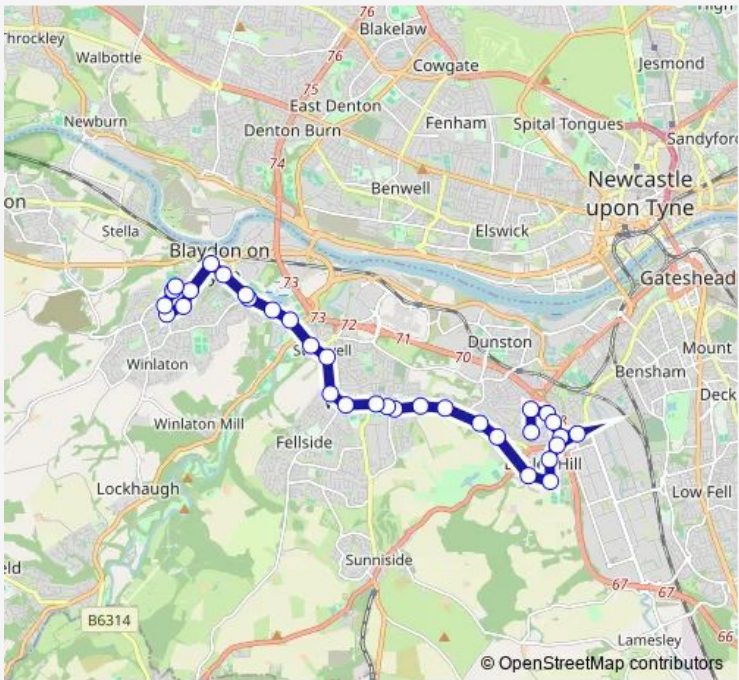 76
Blakelaw
Throckley
Walbottle
76
Cowgate
Jesmond
75
East Denton
Newburn
Denton Burn
Fenham
Spital Tongues
Sandyford
74
Benwell
Newcastle
upon Tyne
on
Stella
Elswick
Blaydon on
73
Gateshead
73
72
71
Dunston
Mount
70
Winlaton
Bensham
Deck
Winlaton Mill
Fellside
Lockhaugh
Low Fell
Sunniside
67
67
B6314
66
Lamesley
© OpenStreetMap contributors